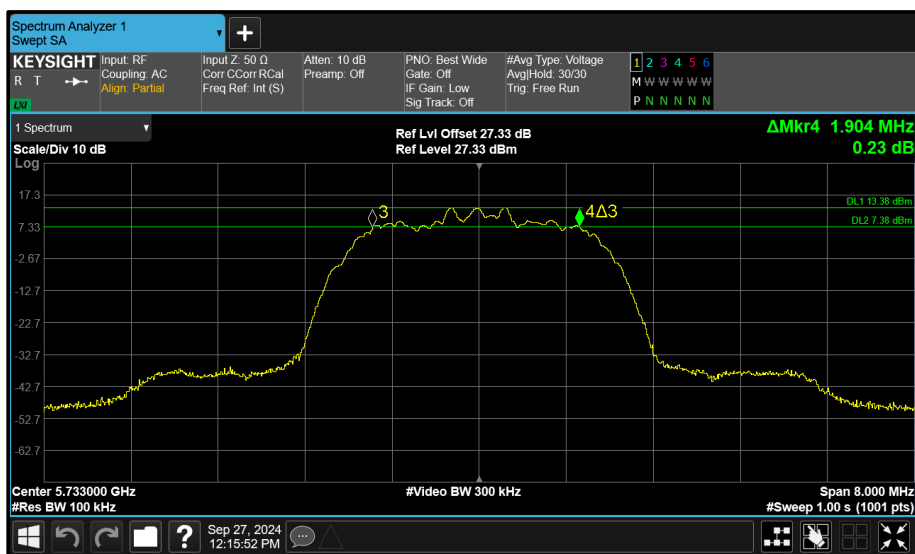 Spectrum Analyzer 1
Swept SA
+
KEYSIGHT
R T
LXI
Input: RF
Coupling: AC
Align: Partial
Input Z: 50 Ω
Corr CCorr RCal
Freq Ref: Int (S)
Atten: 10 dB
Preamp: Off
PNO: Best Wide
Gate: Off
IF Gain: Low
Sig Track: Off
#Avg Type: Voltage
Avg|Hold: 30/30
Trig: Free Run
1 2 3 4 5 6
M W W W W W
P N N N N N
1 Spectrum
Scale/Div 10 dB
Ref Lvl Offset 27.33 dB
Ref Level 27.33 dBm
ΔMkr4 1.904 MHz
0.23 dB
Log
17.3
7.33
-2.67
-12.7
-22.7
-32.7
-42.7
-52.7
-62.7
3
4Δ3
DL1 13.38 dBm
DL2 7.38 dBm
Center 5.733000 GHz
#Res BW 100 kHz
#Video BW 300 kHz
Span 8.000 MHz
#Sweep 1.00 s (1001 pts)
?
Sep 27, 2024
12:15:52 PM